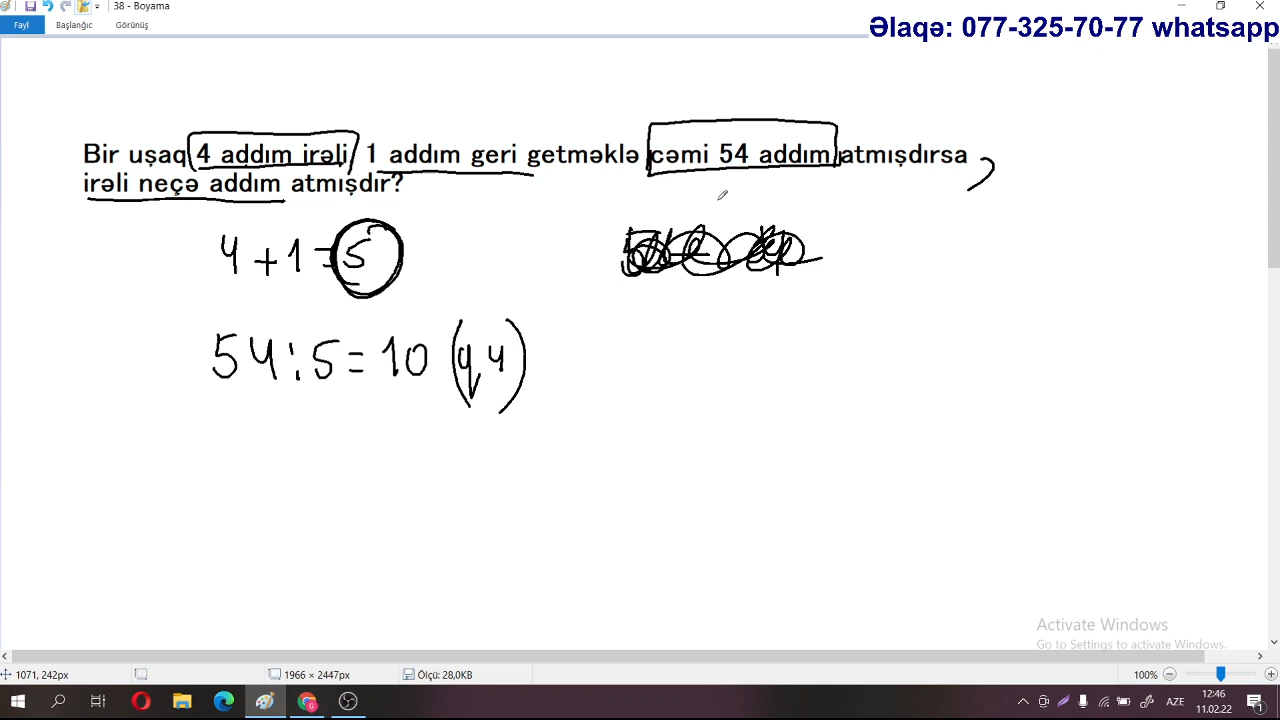 38 - Boyama
Fayl Başlanğıc Görünüş
Əlaqə: 077-325-70-77 whatsapp
Bir uşaq 4 addım irəli 1 addım geri getməklə cəmi 54 addım atmışdırsa,
irəli neçə addım atmışdır?
4+1=5
54:5=10 (q 4)
Activate Windows
Go to Settings to activate Windows.
1071, 242px 1966 × 2447px Ölçü: 28,0KB 100%
AZE 12:46
11.02.22
1